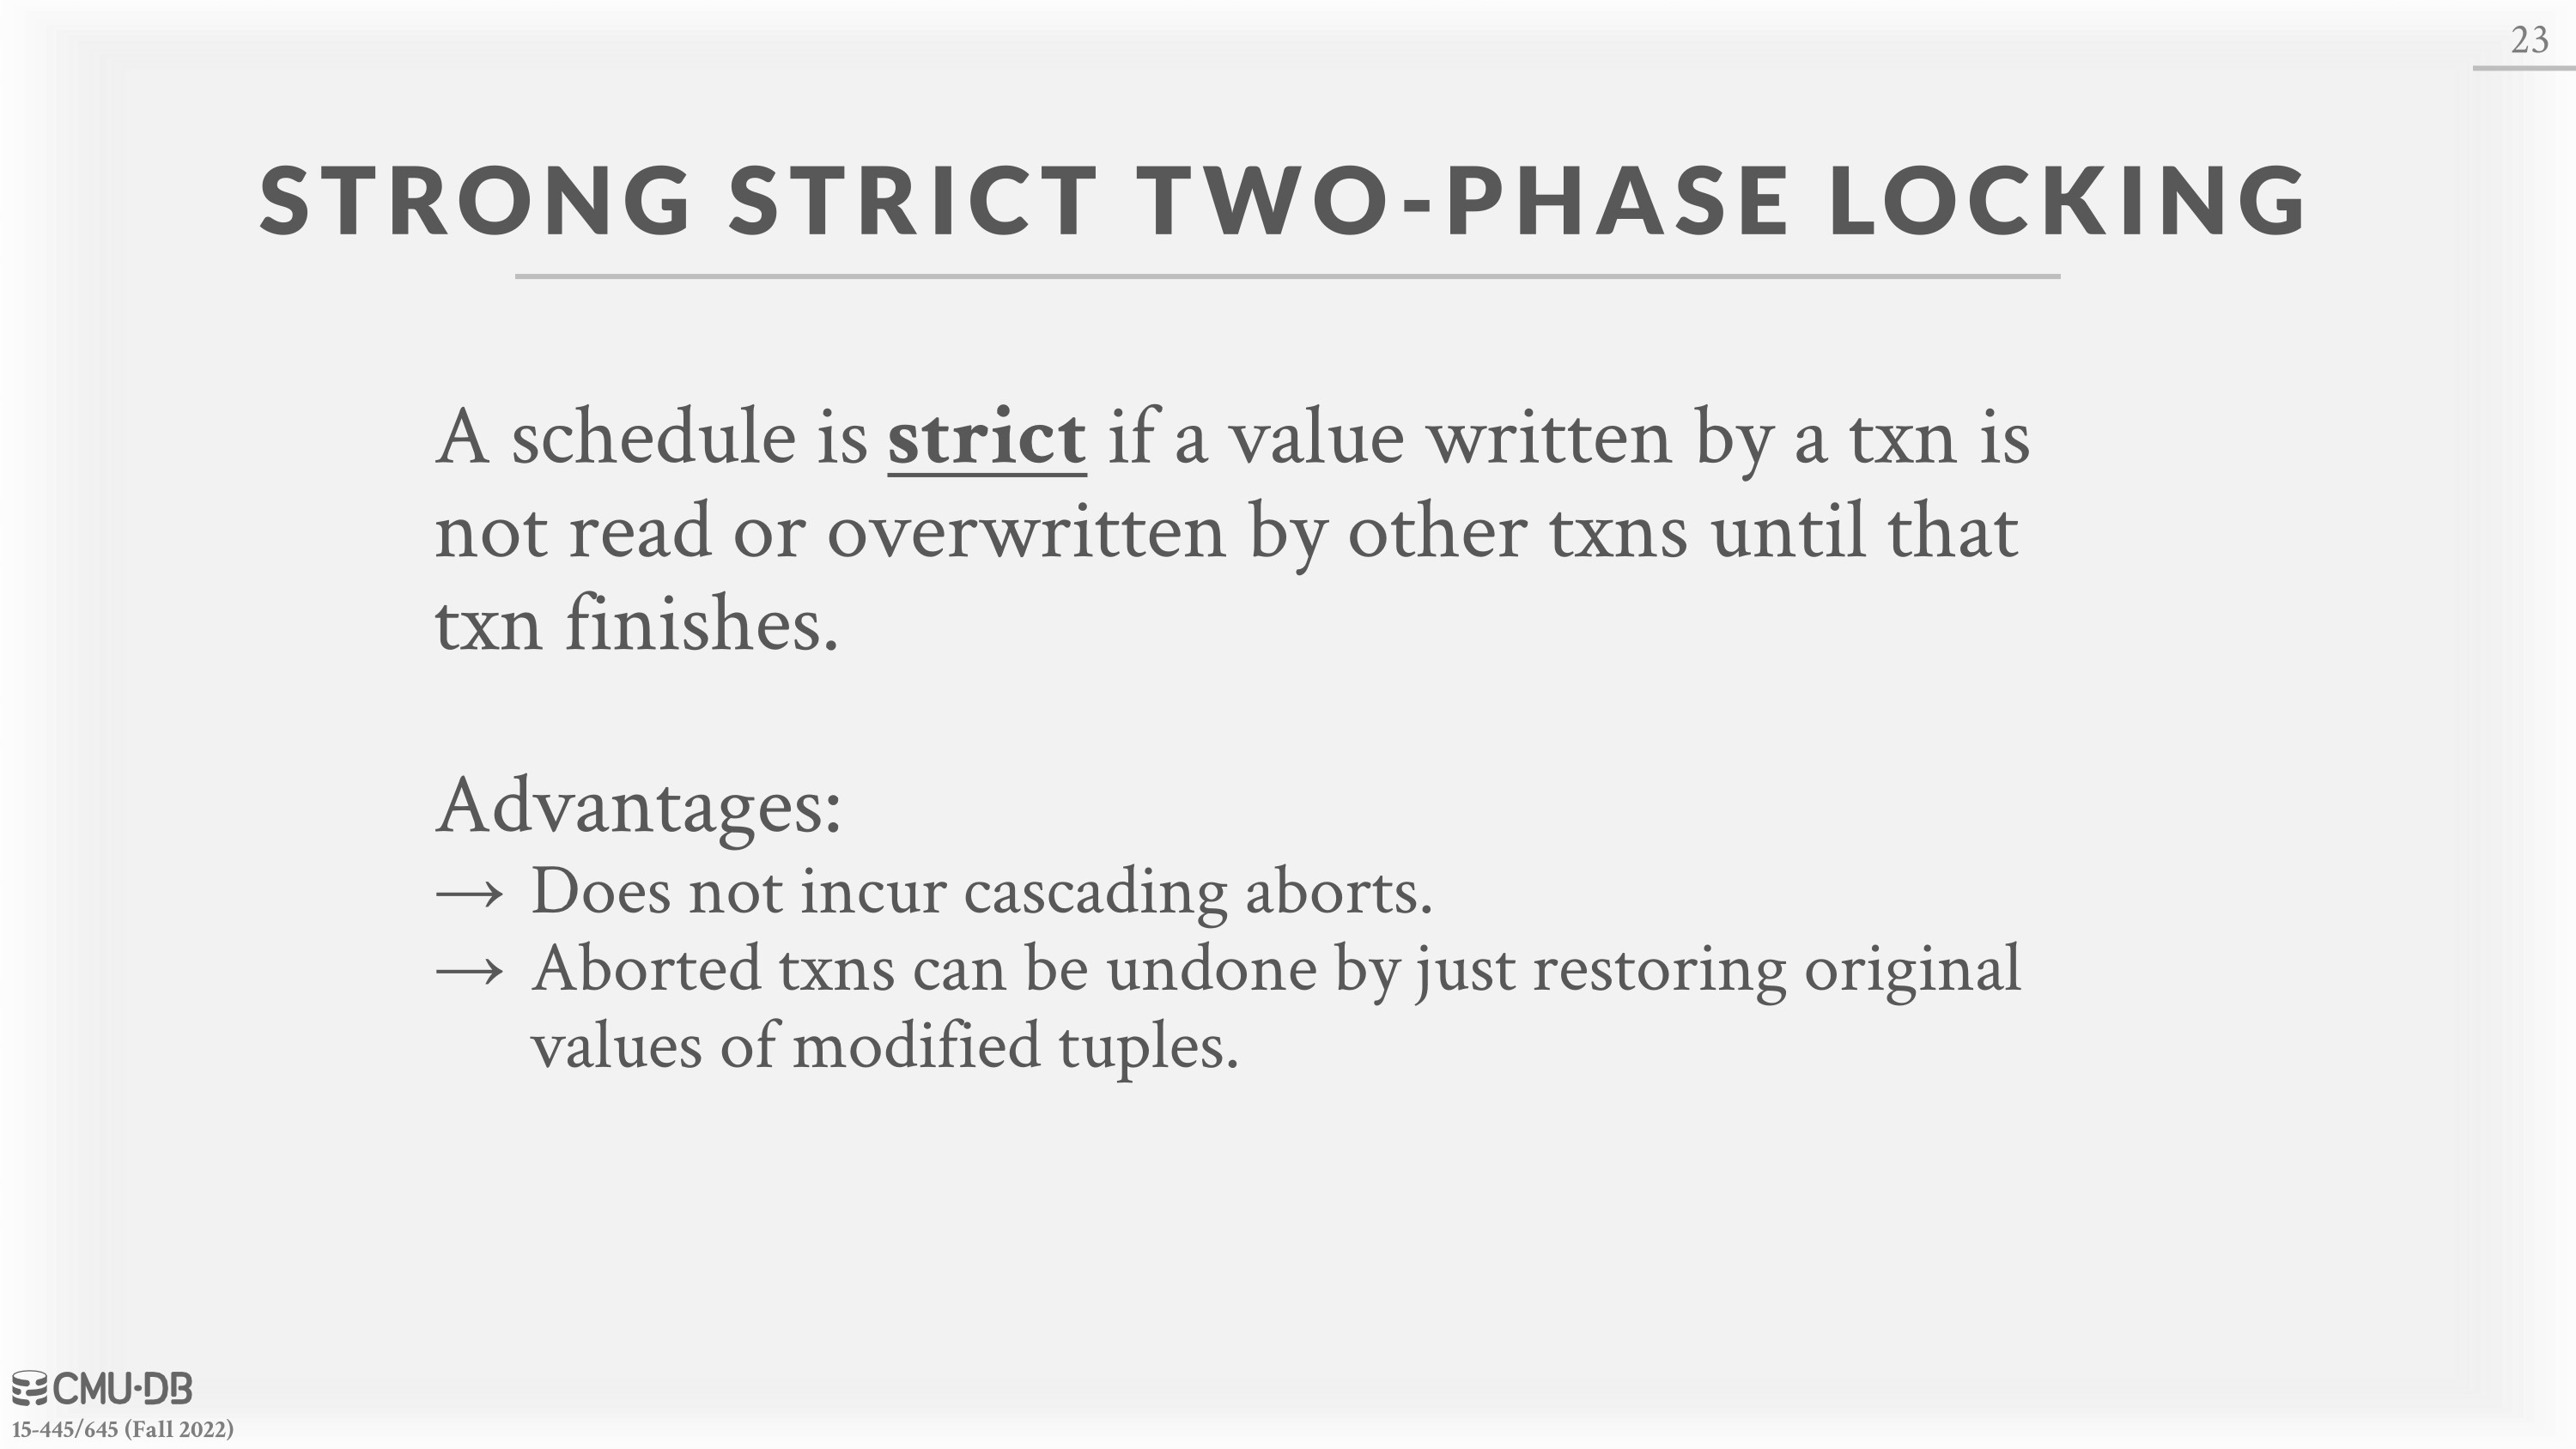 23
STRONG STRICT TWO-PHASE LOCKING
A schedule is strict if a value written by a txn is
not read or overwritten by other txns until that
txn finishes.
Advantages:
→ Does not incur cascading aborts.
→ Aborted txns can be undone by just restoring original
values of modified tuples.
CMU·DB
15-445/645 (Fall 2022)